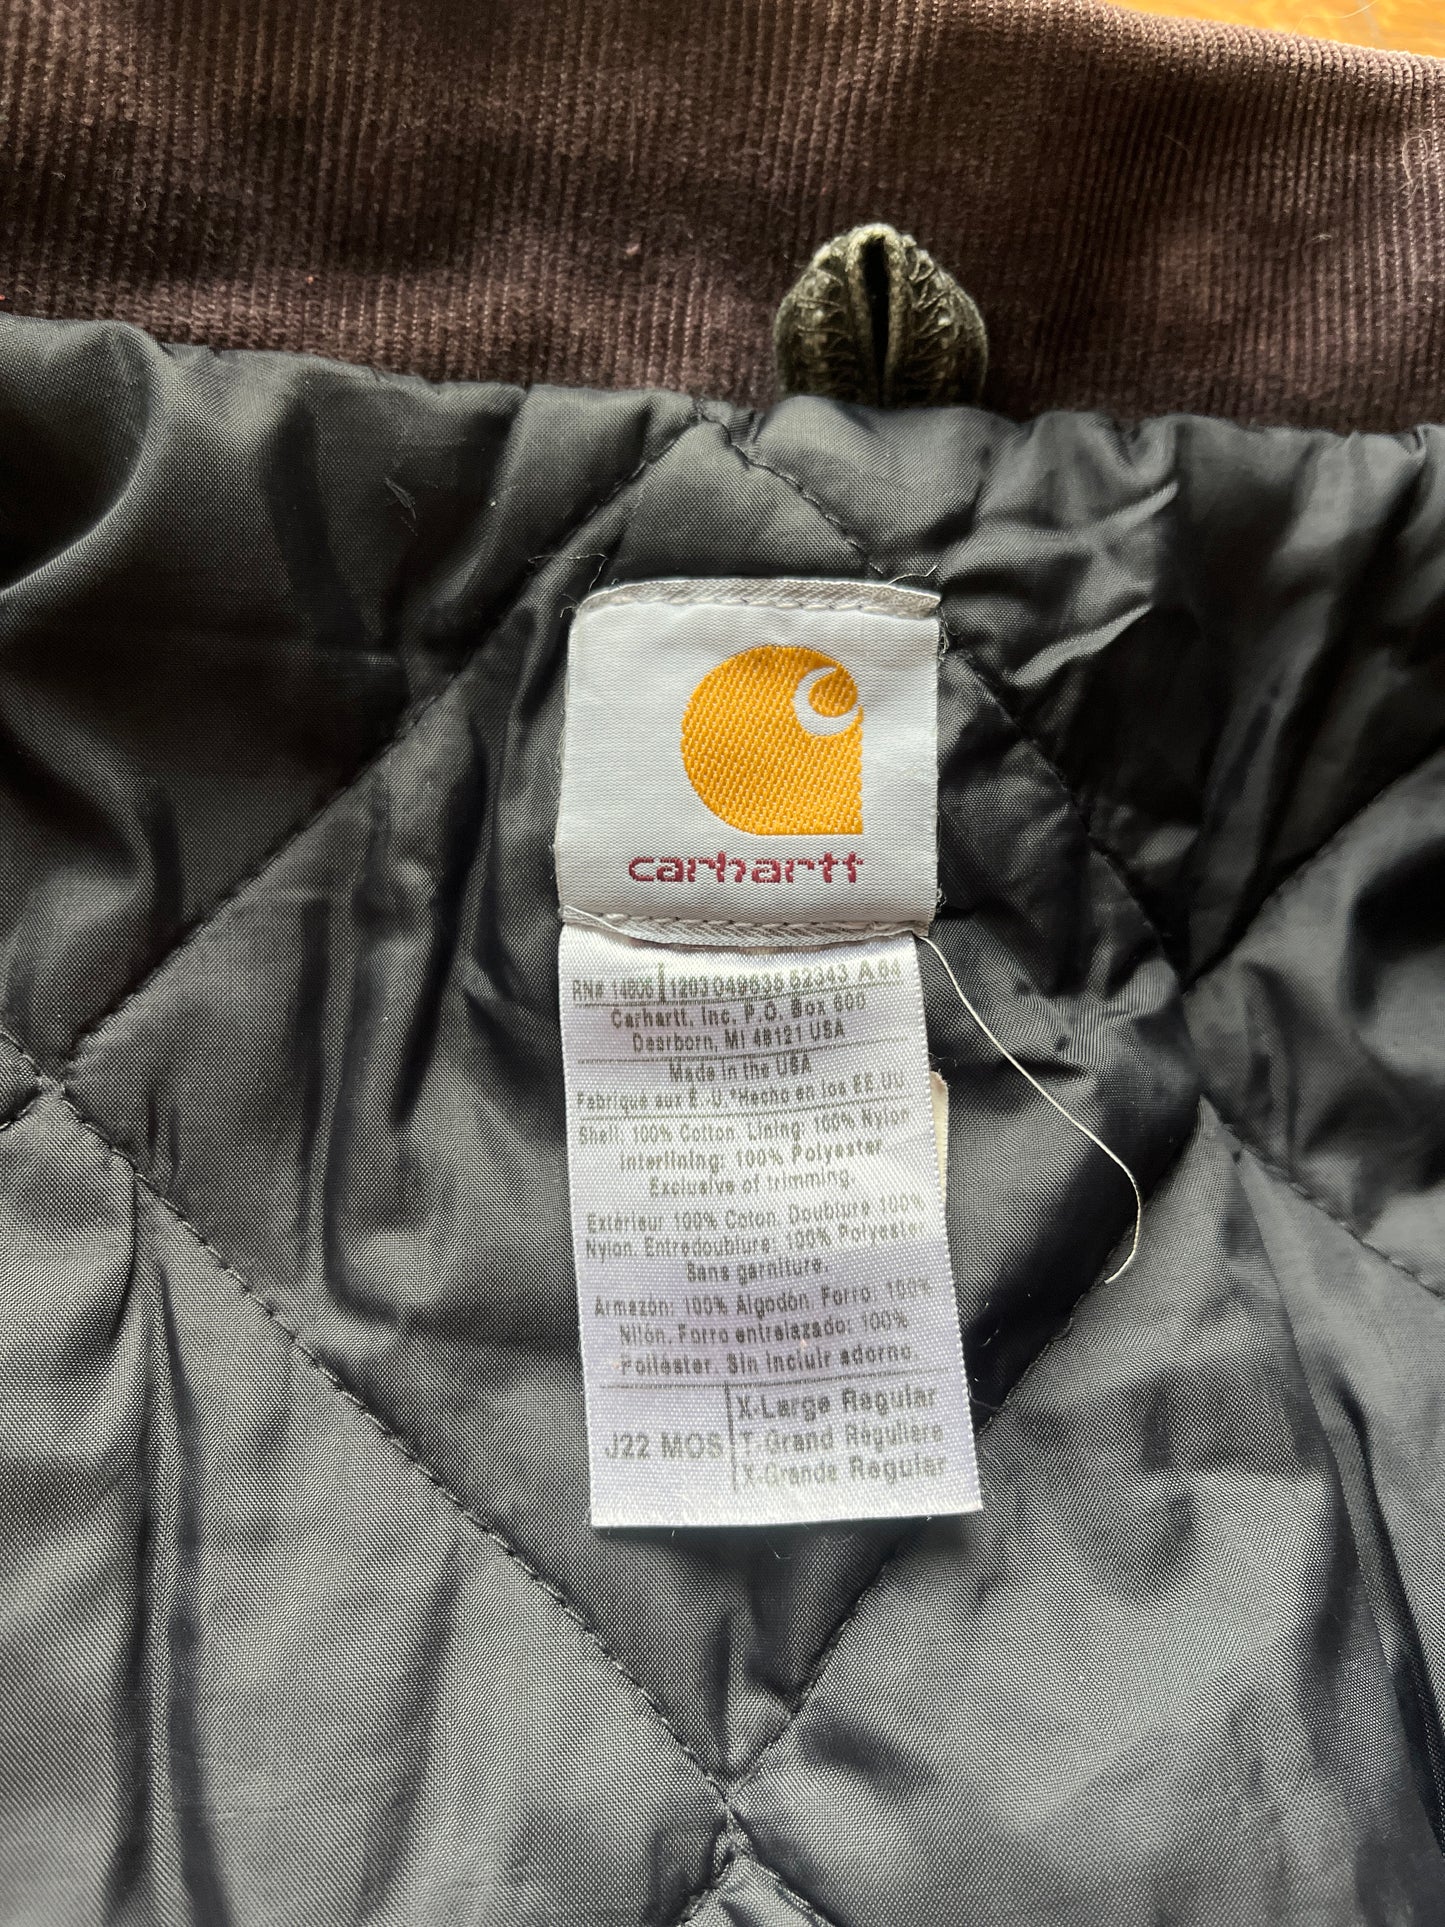 carhartt
RN# 14806 1203 049635 52343 A 64
Carhartt, Inc, P.O. Box 600
Dearborn, MI 48121 USA
Made in the USA
Fabriqué aux É.-U *Hecho en los EE.UU
Shell: 100% Cotton. Lining: 100% Nylon
Interlining: 100% Polyester
Exclusive of trimming.
Extérieur 100% Coton. Doublure 100%
Nylon. Entredoublure: 100% Polyester
Sans garniture.
Armazón: 100% Algodón. Forro: 100%
Nilón. Forro entrelazado: 100%
Poliéster. Sin incluir adorno.
X-Large Regular
J22 MOS T-Grand Régulière
X-Grande Regular